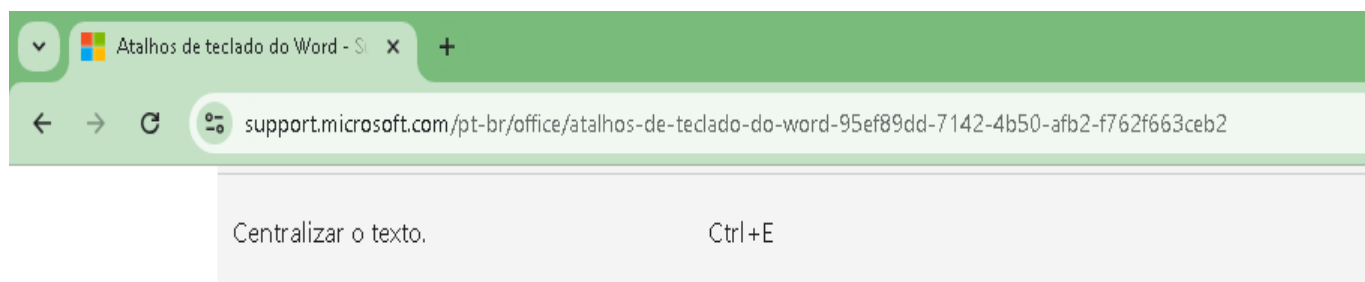 Atalhos de teclado do Word - S
support.microsoft.com/pt-br/office/atalhos-de-teclado-do-word-95ef89dd-7142-4b50-afb2-f762f663ceb2
Centralizar o texto. Ctrl+E